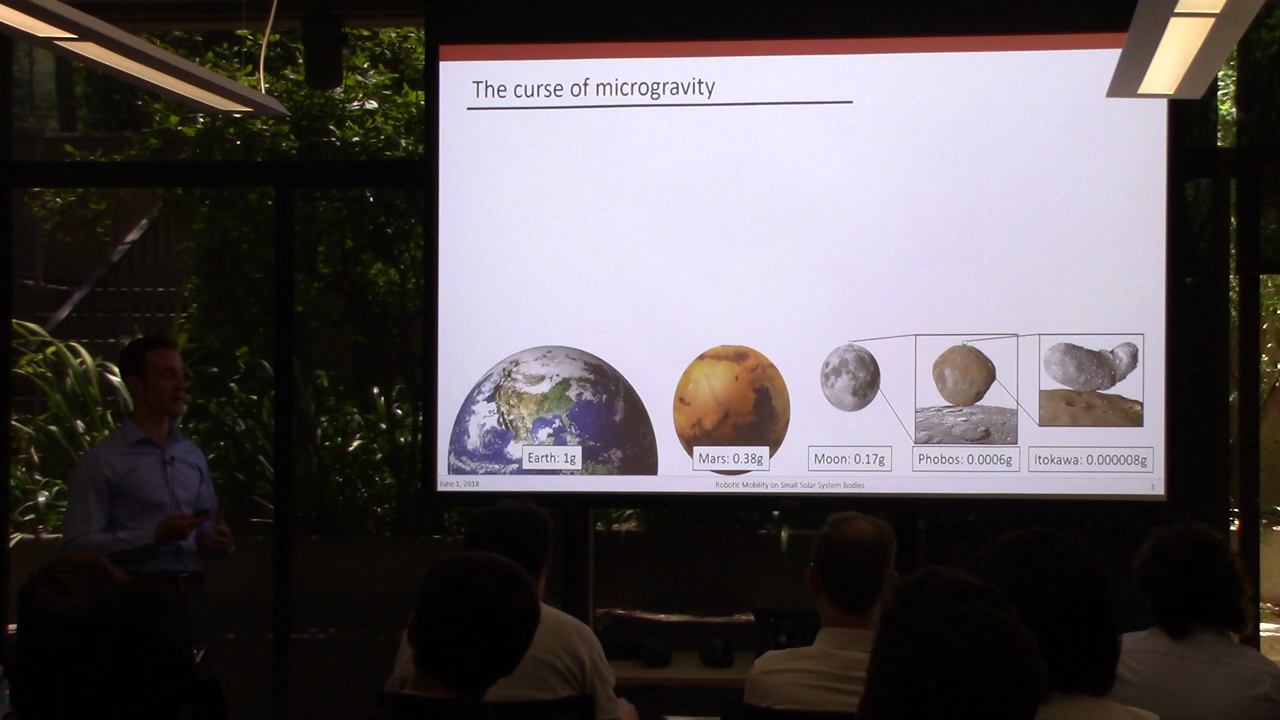 The curse of microgravity
Earth: 1g
Mars: 0.38g
Moon: 0.17g
Phobos: 0.0006g
Itokawa: 0.000008g
June 1, 2018
Robotic Mobility on Small Solar System Bodies
3